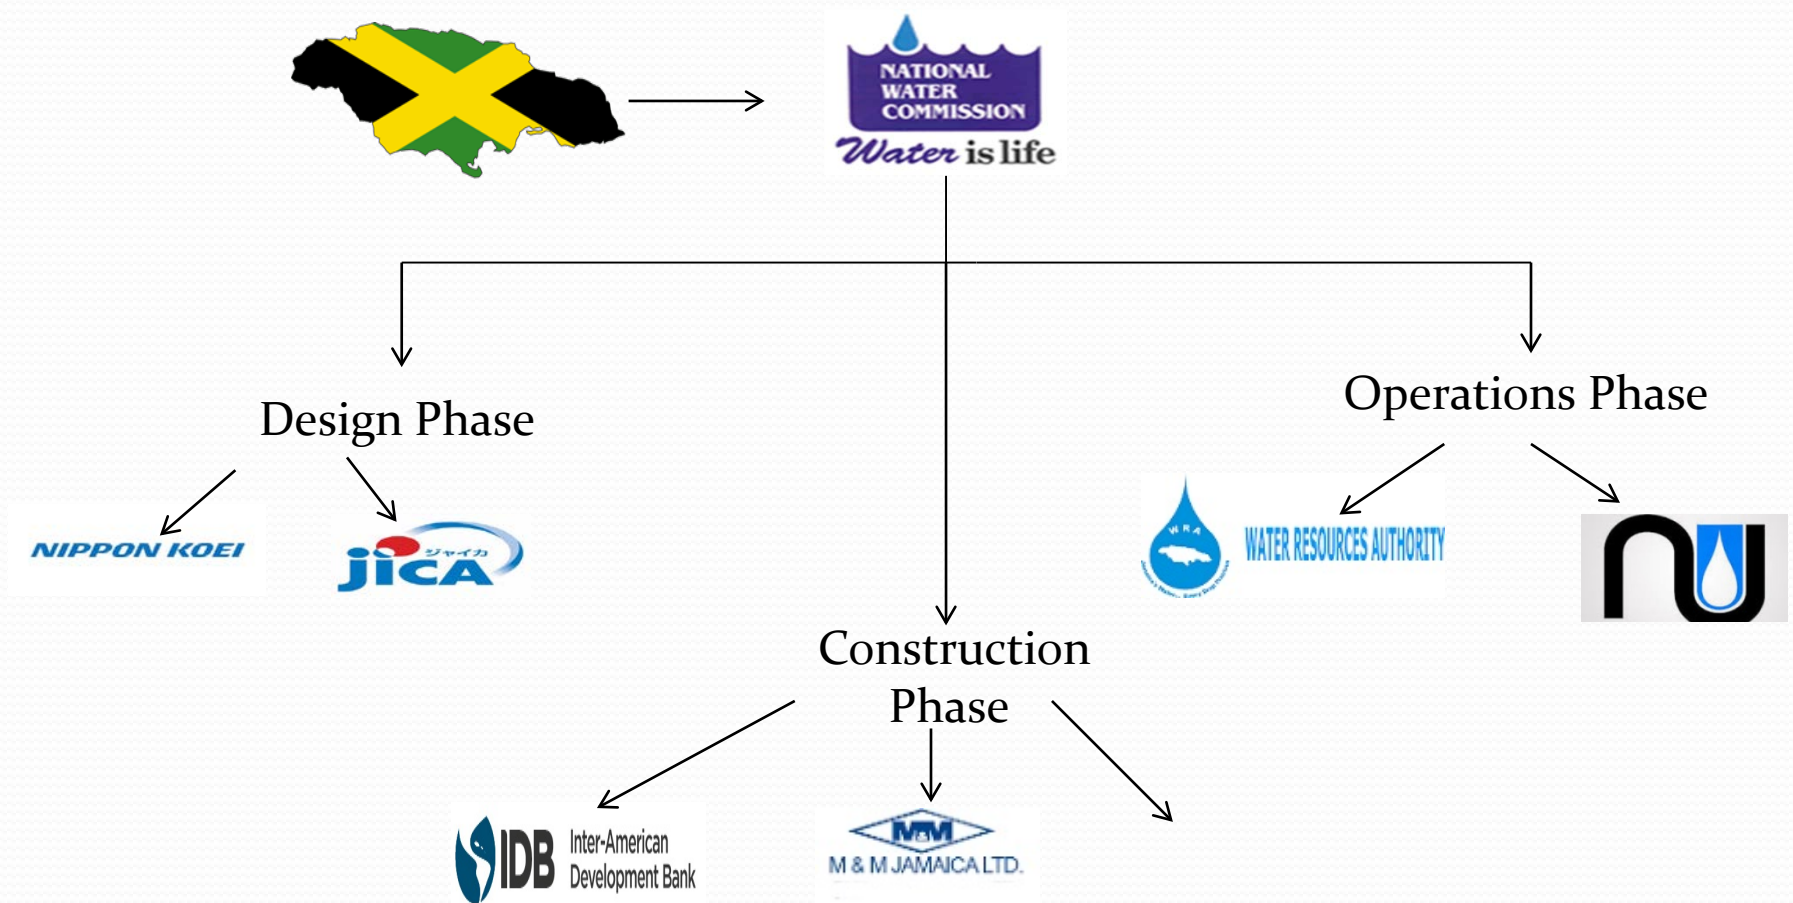 NATIONAL
WATER
COMMISSION
Water is life
Design Phase
Operations Phase
NIPPON KOEI
ジャイカ
JICA
WRA
WATER RESOURCES AUTHORITY
NU
Construction
Phase
IDB
Inter-American
Development Bank
M&M
M & M JAMAICA LTD.